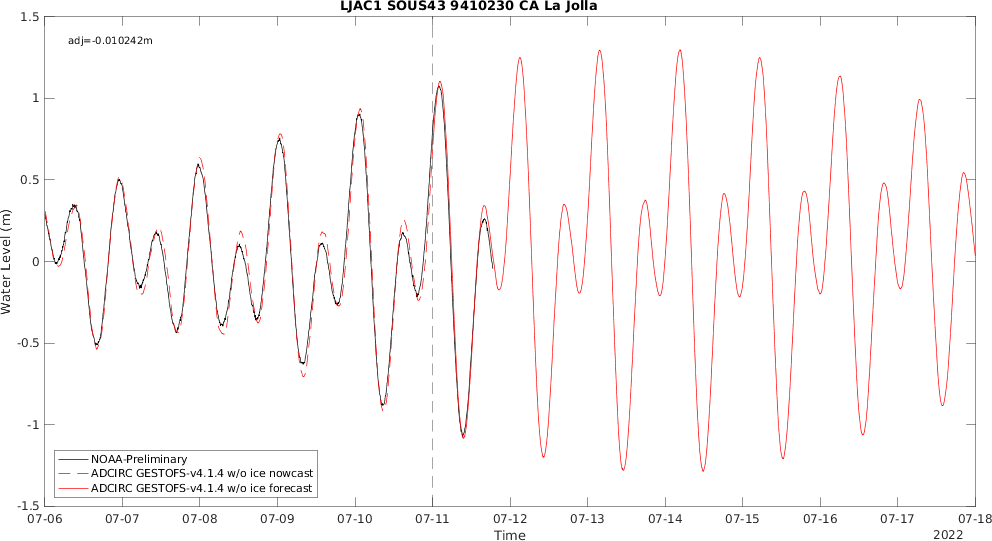 LJAC1 SOUS43 9410230 CA La Jolla
adj=-0.010242m
Water Level (m)
1.5
1
0.5
0
-0.5
-1
-1.5
NOAA-Preliminary
ADCIRC GESTOFS-v4.1.4 w/o ice nowcast
ADCIRC GESTOFS-v4.1.4 w/o ice forecast
07-06 07-07 07-08 07-09 07-10 07-11 07-12 07-13 07-14 07-15 07-16 07-17 07-18
Time
2022